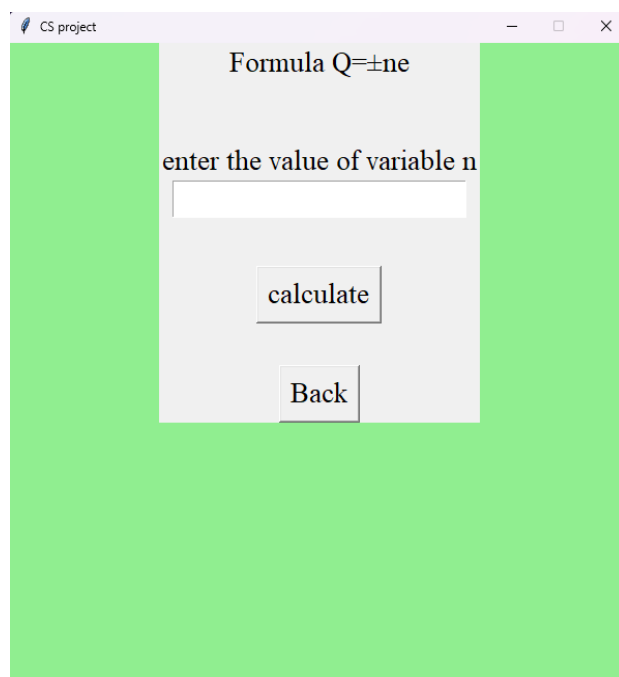 CS project
Formula Q=±ne
enter the value of variable n
calculate
Back